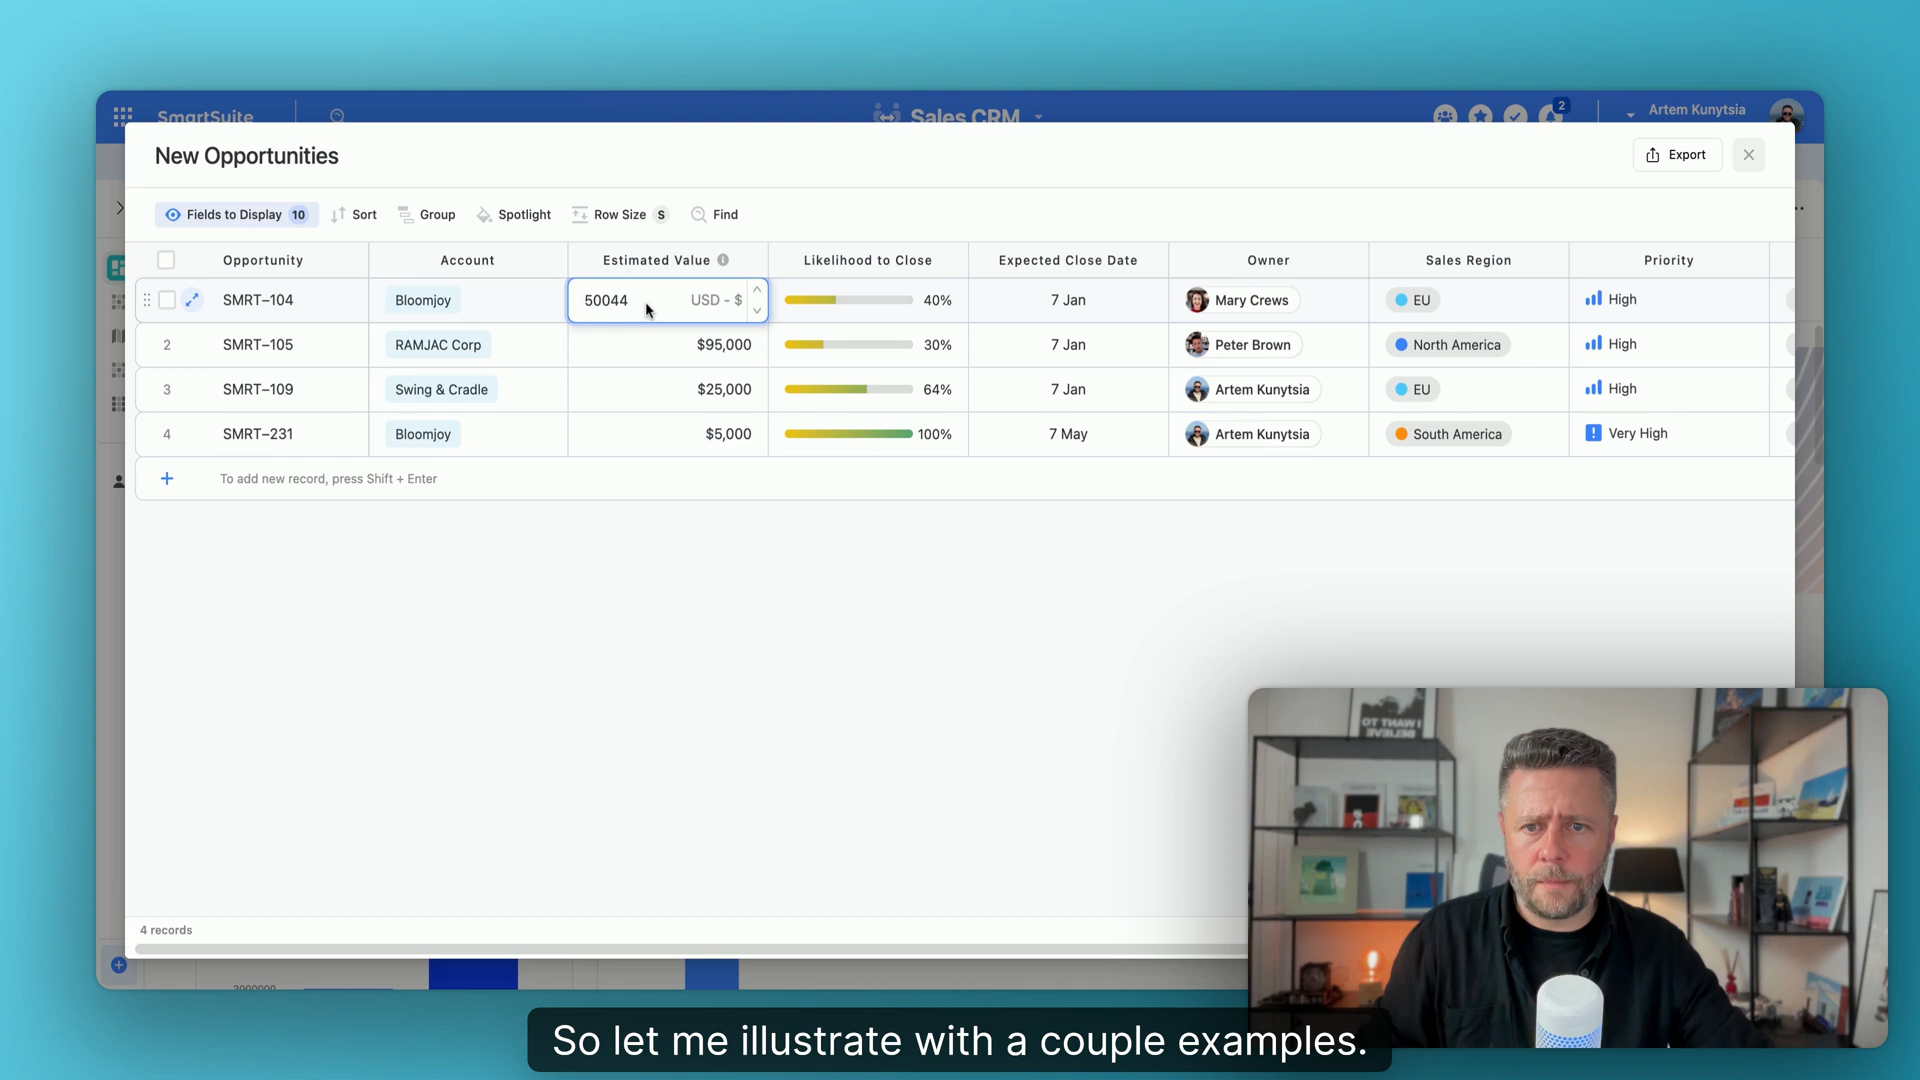 SmartSuite
Sales CRM
2
Artem Kunytsia
New Opportunities
Export
Fields to Display 10
Sort
Group
Spotlight
Row Size S
Find
Opportunity Account Estimated Value Likelihood to Close Expected Close Date Owner Sales Region Priority
SMRT–104 Bloomjoy 50044 USD - $ 40% 7 Jan Mary Crews EU High
2 SMRT–105 RAMJAC Corp $95,000 30% 7 Jan Peter Brown North America High
3 SMRT–109 Swing & Cradle $25,000 64% 7 Jan Artem Kunytsia EU High
4 SMRT–231 Bloomjoy $5,000 100% 7 May Artem Kunytsia South America Very High
+ To add new record, press Shift + Enter
4 records
3000000
I WANT TO
BELIEVE
So let me illustrate with a couple examples.